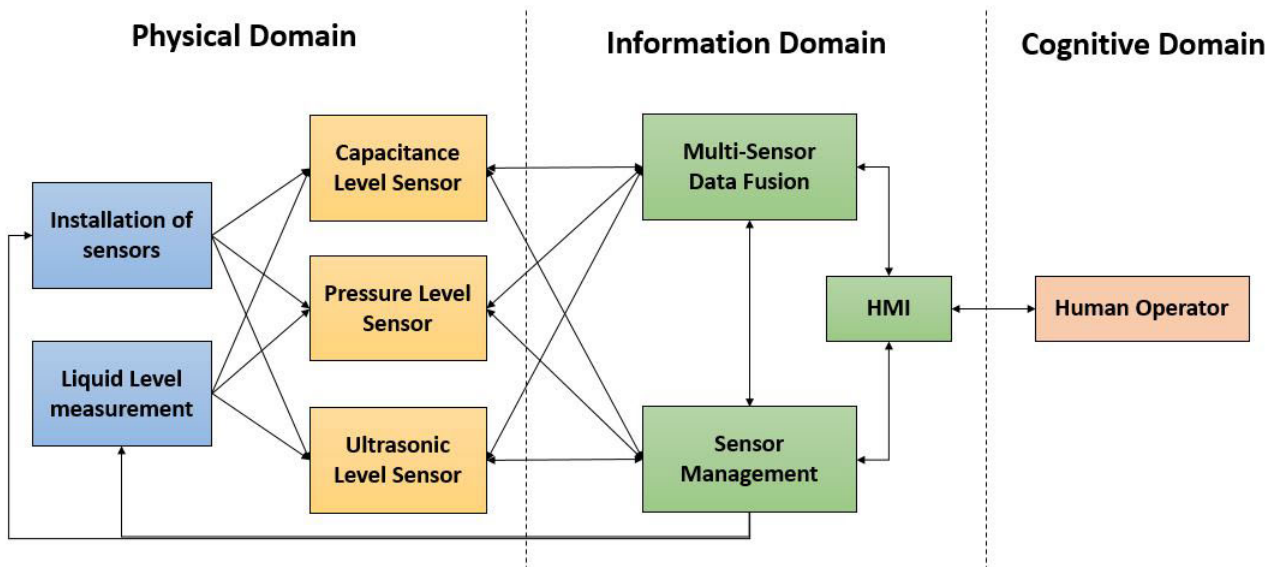 Physical Domain
Information Domain
Cognitive Domain
Installation of
sensors
Liquid Level
measurement
Capacitance
Level Sensor
Pressure Level
Sensor
Ultrasonic
Level Sensor
Multi-Sensor
Data Fusion
HMI
Sensor
Management
Human Operator